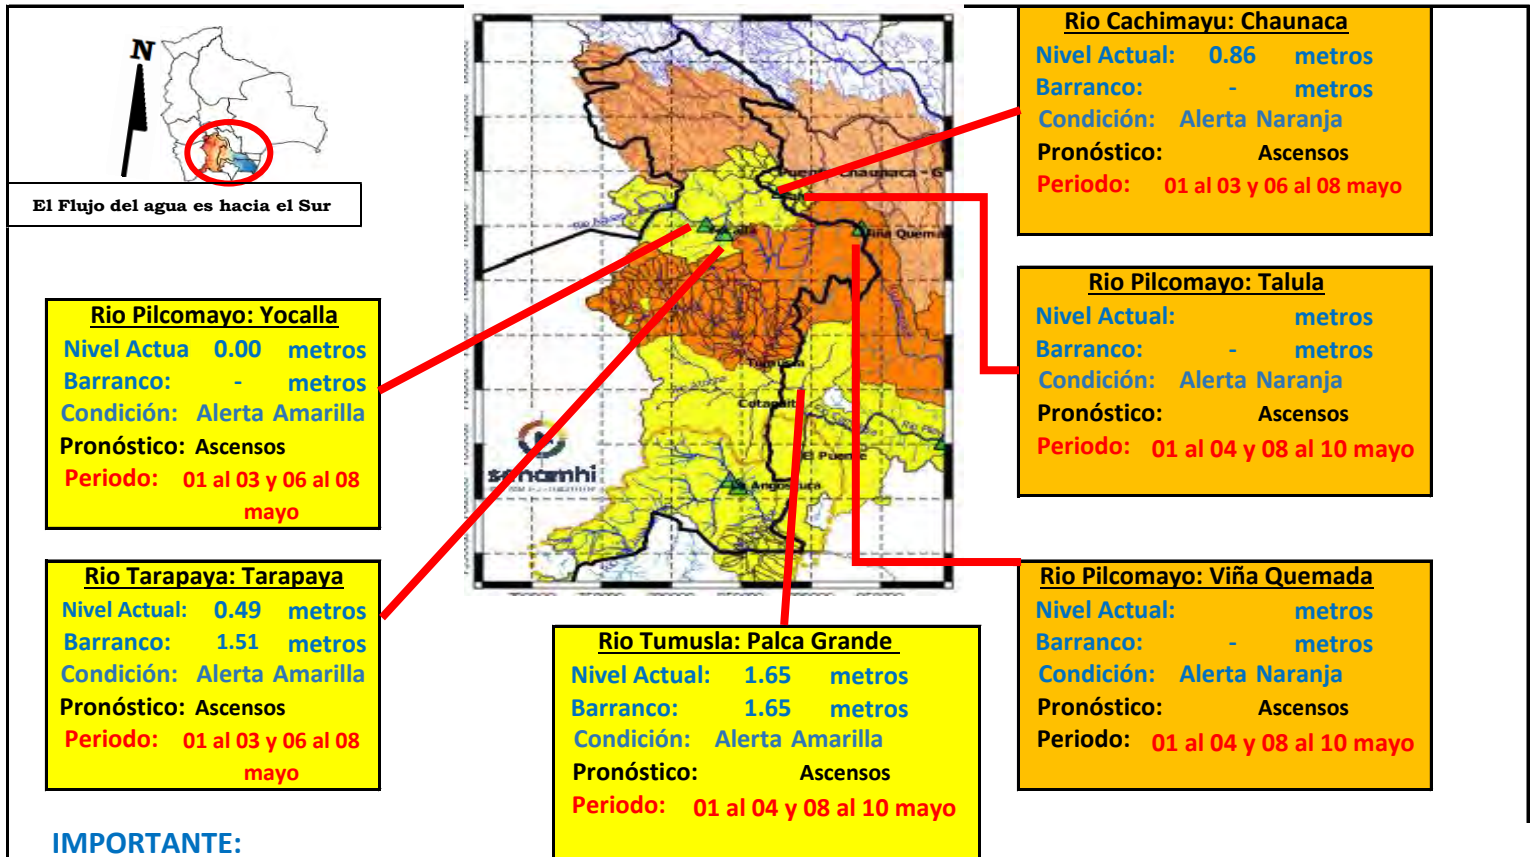 N
El Flujo del agua es hacia el Sur
Rio Pilcomayo: Yocalla
Nivel Actua 0.00 metros
Barranco: - metros
Condición: Alerta Amarilla
Pronóstico: Ascensos
Periodo: 01 al 03 y 06 al 08
mayo
Rio Tarapaya: Tarapaya
Nivel Actual: 0.49 metros
Barranco: 1.51 metros
Condición: Alerta Amarilla
Pronóstico: Ascensos
Periodo: 01 al 03 y 06 al 08
mayo
IMPORTANTE:
Puente Chaunaca - G
Viña Quema
Tumusla
Cotagait
El Puente
Angostura
senamhi
Rio Tumusla: Palca Grande
Nivel Actual: 1.65 metros
Barranco: 1.65 metros
Condición: Alerta Amarilla
Pronóstico: Ascensos
Periodo: 01 al 04 y 08 al 10 mayo
Rio Cachimayu: Chaunaca
Nivel Actual: 0.86 metros
Barranco: - metros
Condición: Alerta Naranja
Pronóstico: Ascensos
Periodo: 01 al 03 y 06 al 08 mayo
Rio Pilcomayo: Talula
Nivel Actual: metros
Barranco: - metros
Condición: Alerta Naranja
Pronóstico: Ascensos
Periodo: 01 al 04 y 08 al 10 mayo
Rio Pilcomayo: Viña Quemada
Nivel Actual: metros
Barranco: - metros
Condición: Alerta Naranja
Pronóstico: Ascensos
Periodo: 01 al 04 y 08 al 10 mayo